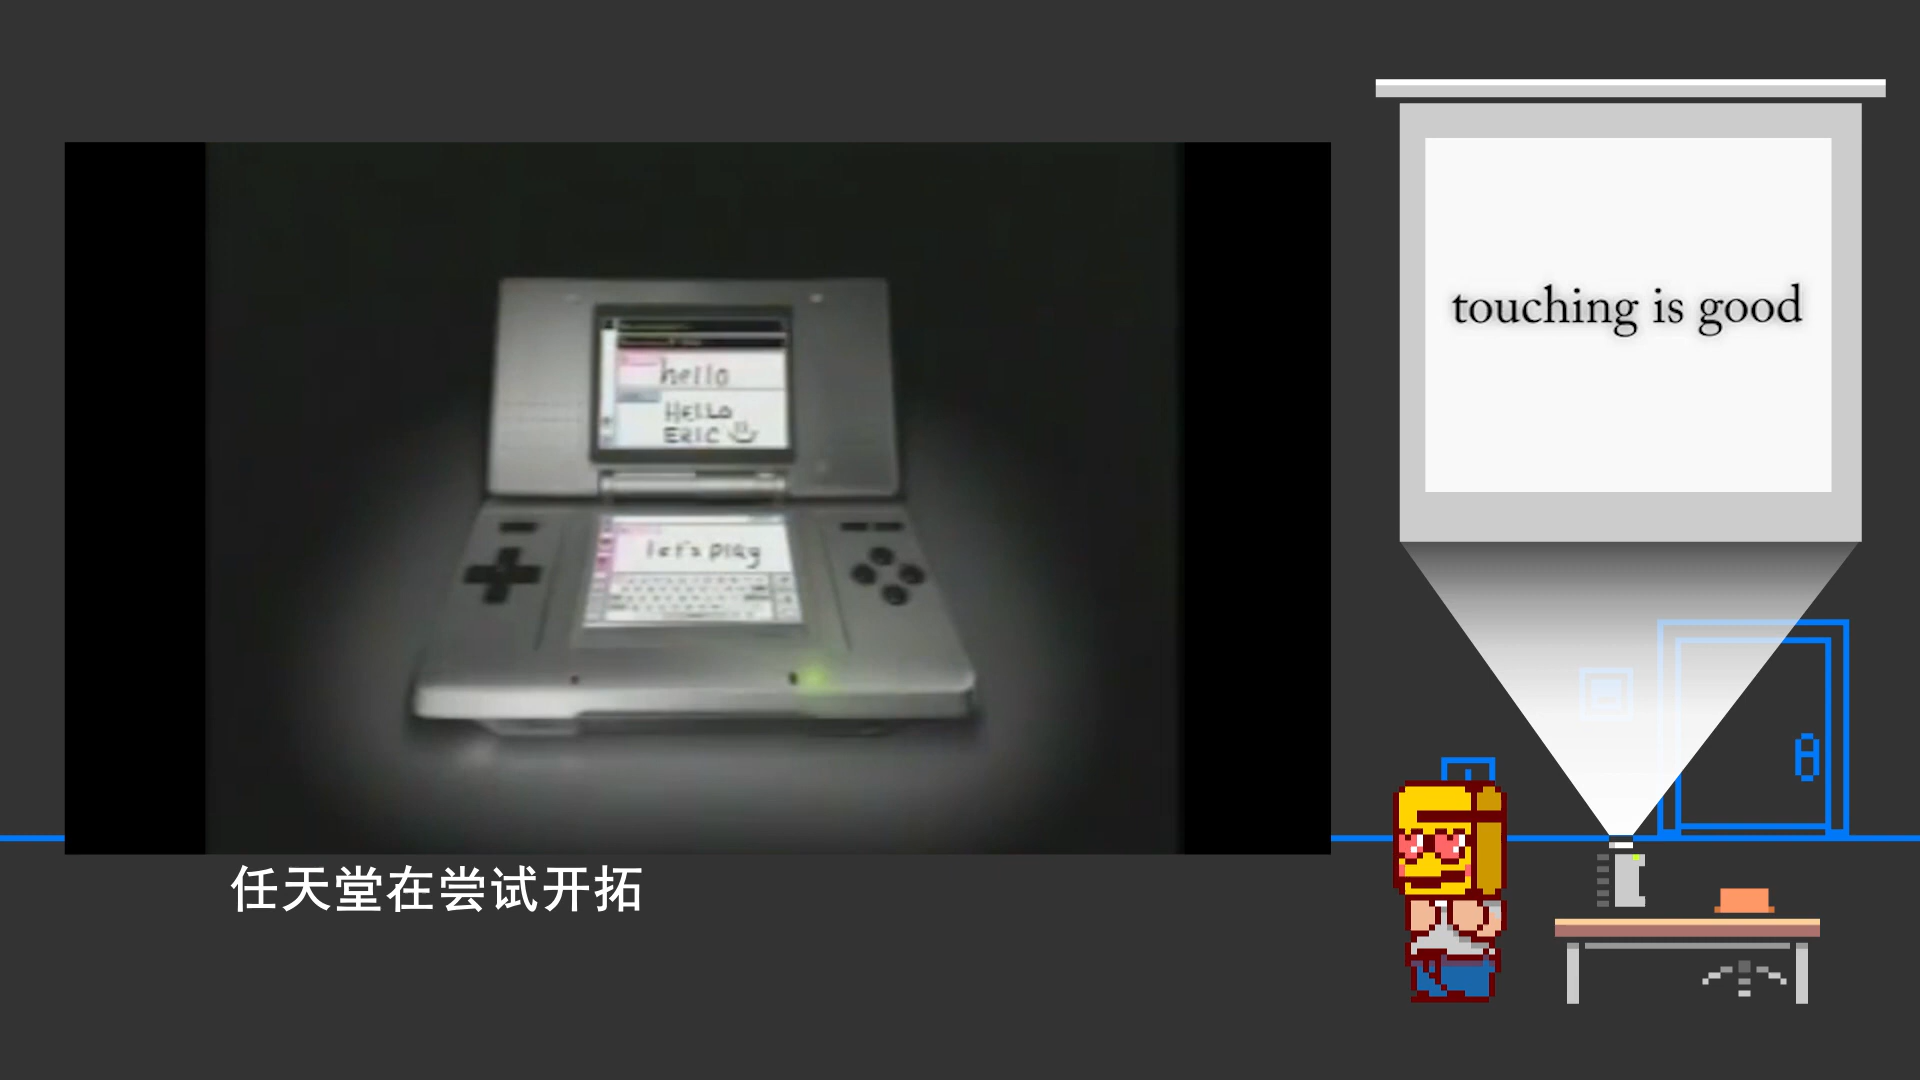 hello
HELLO
ERIC
let's play
touching is good
任天堂在尝试开拓